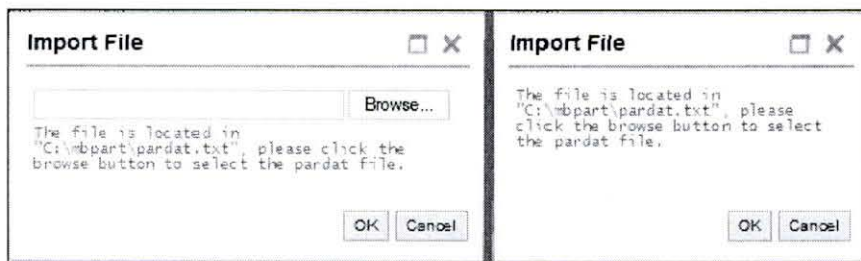 Import File
Browse...
The file is located in
"C:\mbpart\pardat.txt", please click the
browse button to select the pardat file.
OK Cancel
Import File
The file is located in
"C:\mbpart\pardat.txt", please
click the browse button to select
the pardat file.
OK Cancel